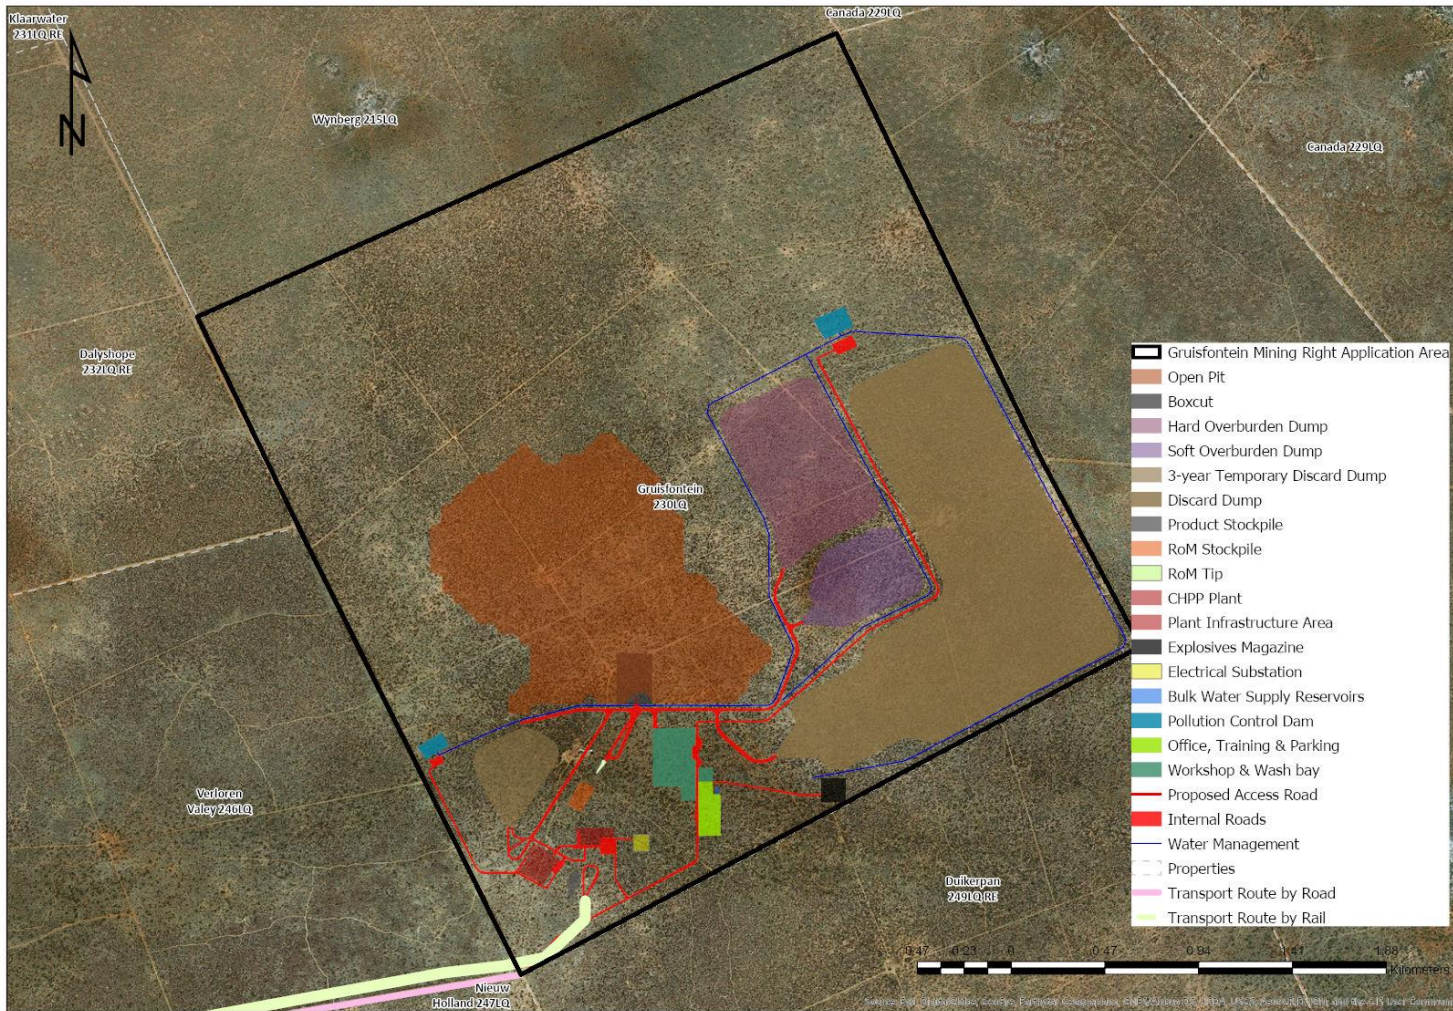 Klaarwater
231LQ RE
Canada 229LQ
N
Wynberg 215LQ
Canada 229LQ
Dalyshope
232LQ RE
Gruisfontein
230LQ
Verloren
Valey 246LQ
Duikerpan
249LQ RE
Nieuw
Holland 247LQ
Gruisfontein Mining Right Application Area
Open Pit
Boxcut
Hard Overburden Dump
Soft Overburden Dump
3-year Temporary Discard Dump
Discard Dump
Product Stockpile
RoM Stockpile
RoM Tip
CHPP Plant
Plant Infrastructure Area
Explosives Magazine
Electrical Substation
Bulk Water Supply Reservoirs
Pollution Control Dam
Office, Training & Parking
Workshop & Wash bay
Proposed Access Road
Internal Roads
Water Management
Properties
Transport Route by Road
Transport Route by Rail
0.47 0.23 0 0.47 0.94 1.41 1.88
Kilometers